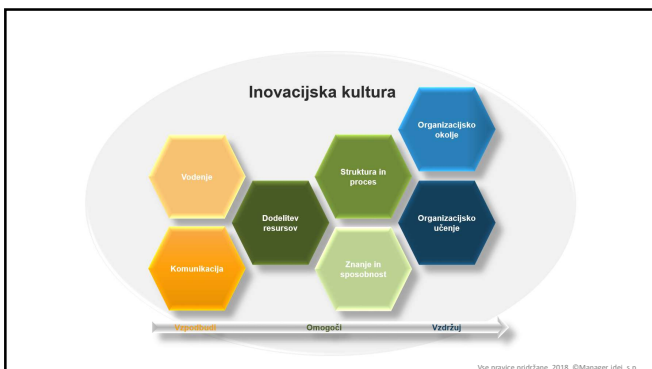 Inovacijska kultura
Organizacijsko
okolje
Vodenje
Struktura in
proces
Dodelitev
resursov
Organizacijsko
učenje
Komunikacija
Znanje in
sposobnost
Vzpodbudi
Omogoči
Vzdržuj
Vse pravice pridržane, 2018, ©Manager idej, s.p.